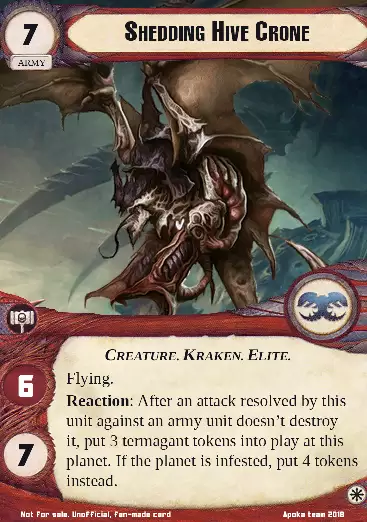 7
SHEDDING HIVE CRONE
ARMY
CREATURE. KRAKEN. ELITE.
6
Flying.
Reaction: After an attack resolved by this
unit against an army unit doesn't destroy
it, put 3 termagant tokens into play at this
planet. If the planet is infested, put 4 tokens
instead.
7
Not for sale. Unofficial, fan-made card
Apoka team 2018